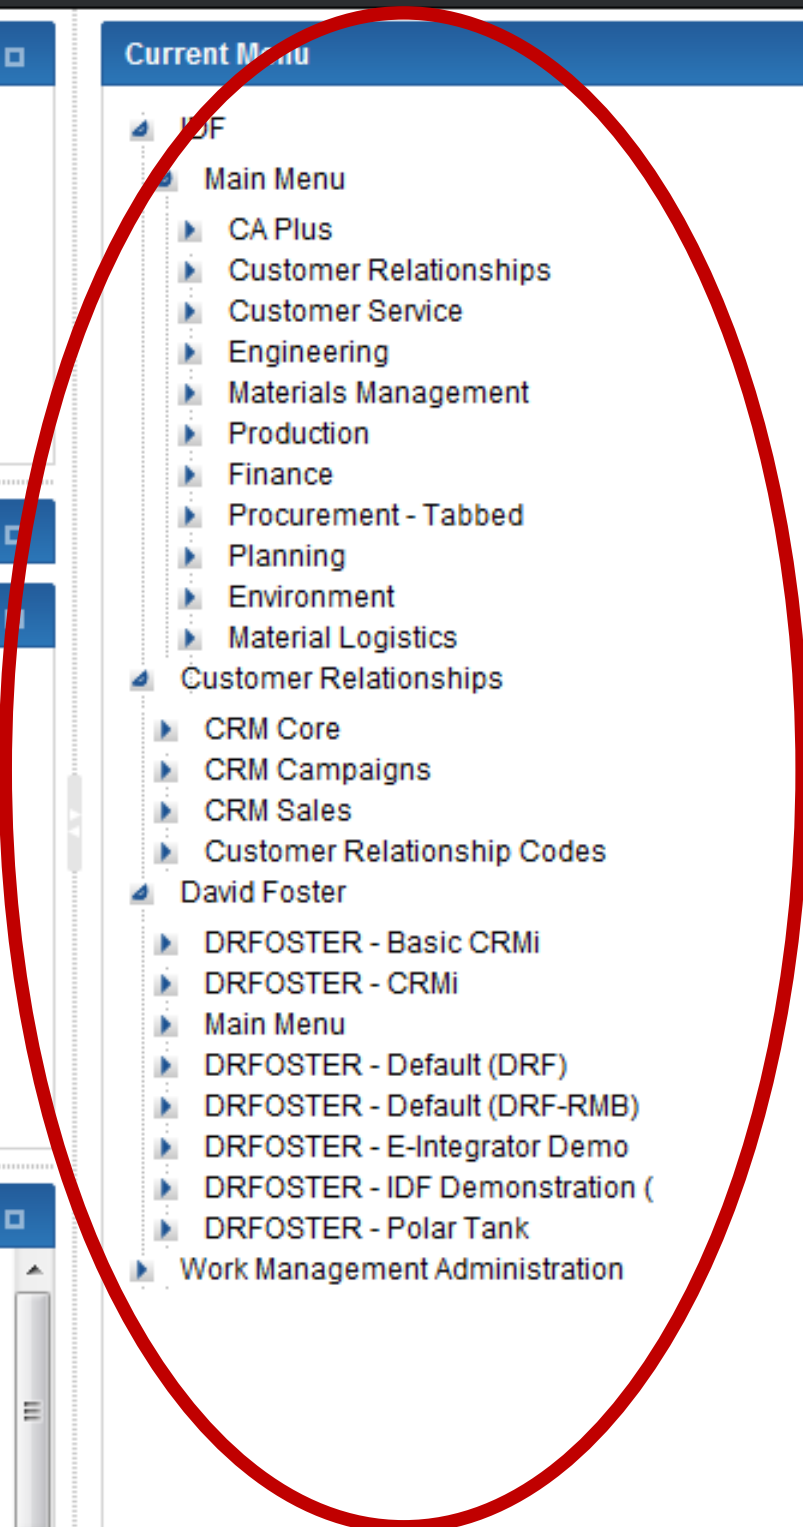 Current Menu
IDF
Main Menu
CA Plus
Customer Relationships
Customer Service
Engineering
Materials Management
Production
Finance
Procurement - Tabbed
Planning
Environment
Material Logistics
Customer Relationships
CRM Core
CRM Campaigns
CRM Sales
Customer Relationship Codes
David Foster
DRFOSTER - Basic CRMi
DRFOSTER - CRMi
Main Menu
DRFOSTER - Default (DRF)
DRFOSTER - Default (DRF-RMB)
DRFOSTER - E-Integrator Demo
DRFOSTER - IDF Demonstration (
DRFOSTER - Polar Tank
Work Management Administration